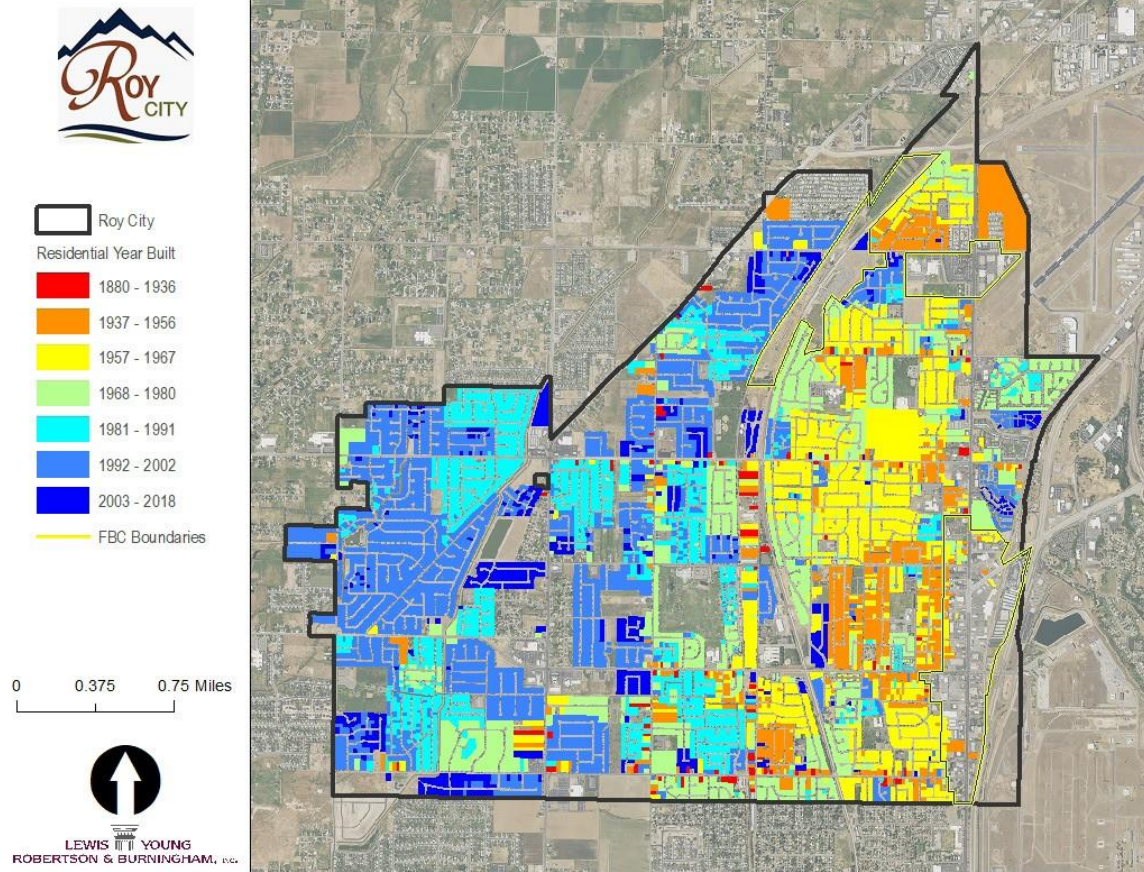 ROY
CITY
Roy City
Residential Year Built
1880 - 1936
1937 - 1956
1957 - 1967
1968 - 1980
1981 - 1991
1992 - 2002
2003 - 2018
FBC Boundaries
0 0.375 0.75 Miles
LEWIS YOUNG
ROBERTSON & BURNINGHAM, INC.